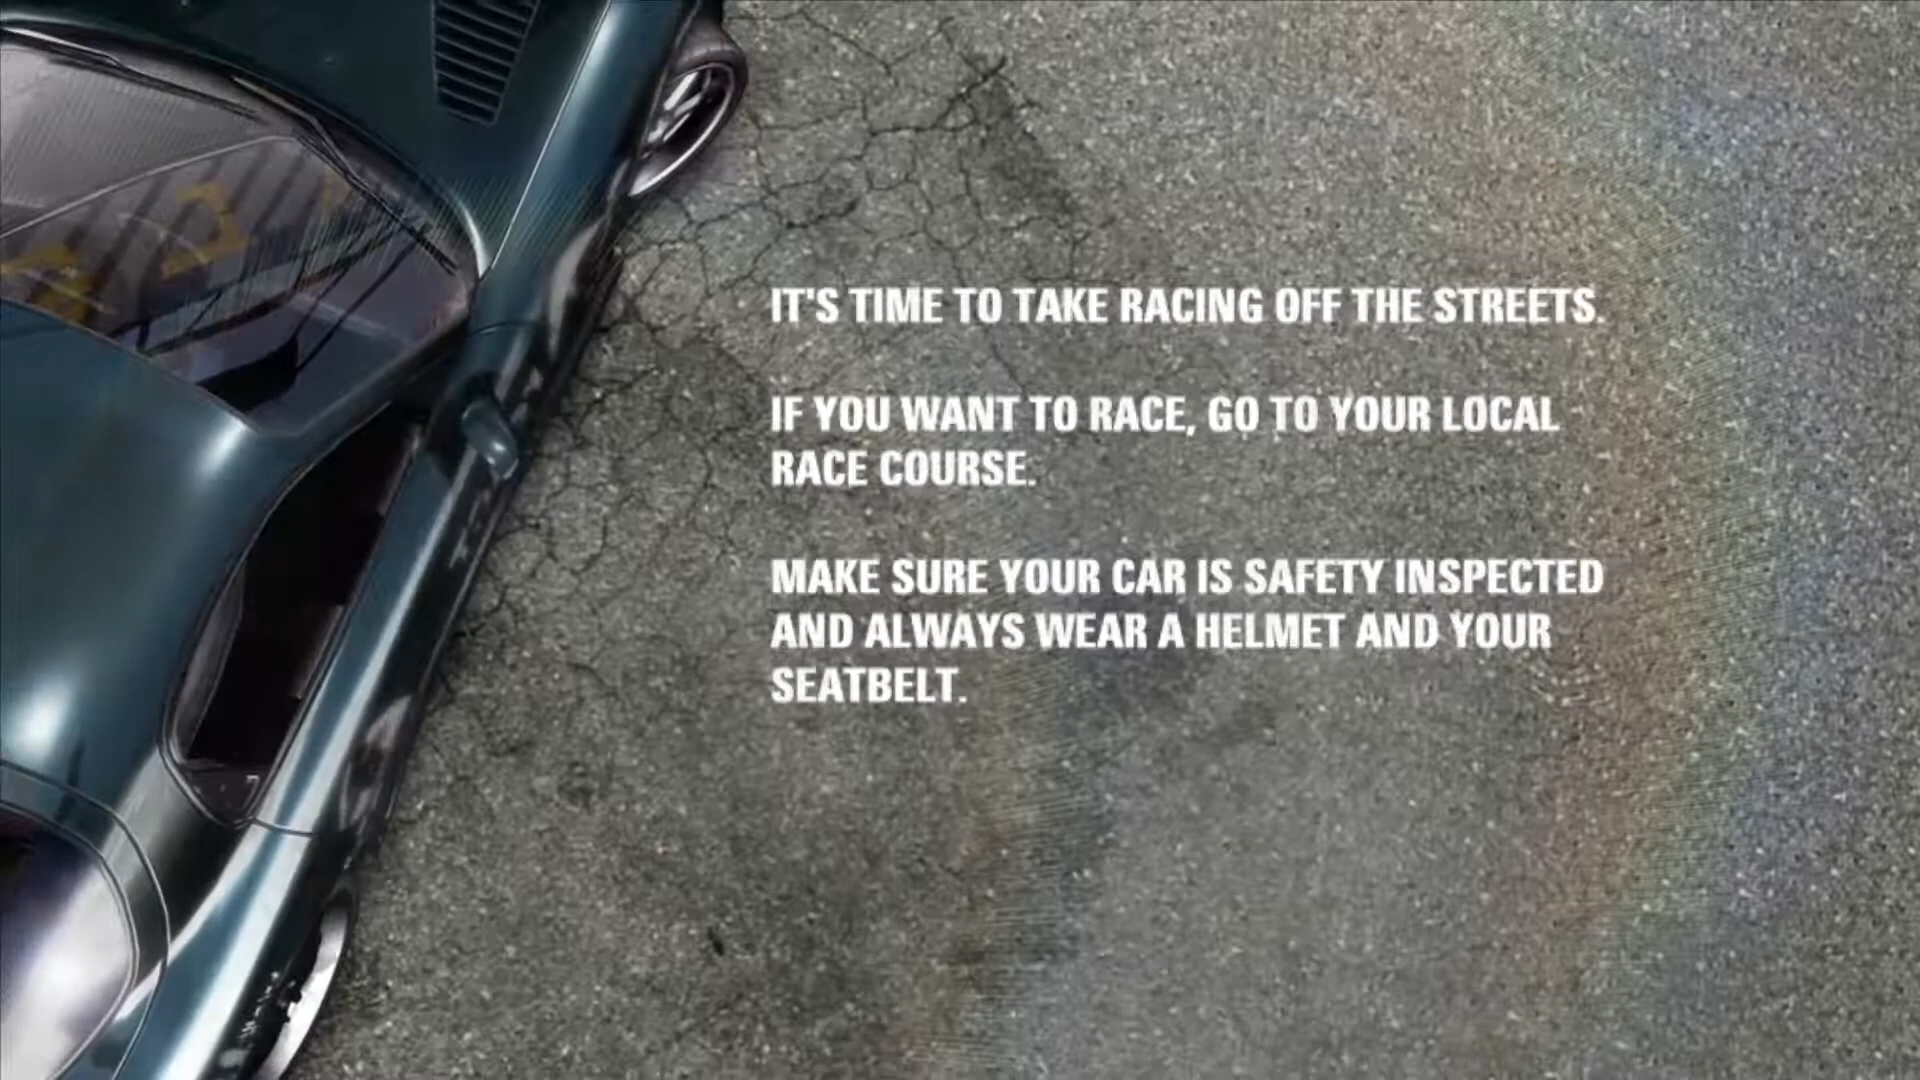 IT'S TIME TO TAKE RACING OFF THE STREETS.
IF YOU WANT TO RACE, GO TO YOUR LOCAL
RACE COURSE.
MAKE SURE YOUR CAR IS SAFETY INSPECTED
AND ALWAYS WEAR A HELMET AND YOUR
SEATBELT.